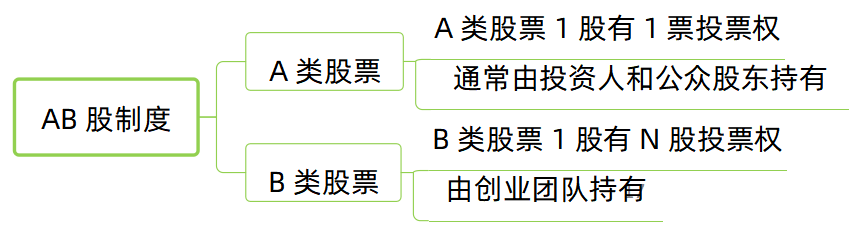 AB 股制度
A 类股票
A 类股票 1 股有 1 票投票权
通常由投资人和公众股东持有
B 类股票
B 类股票 1 股有 N 股投票权
由创业团队持有